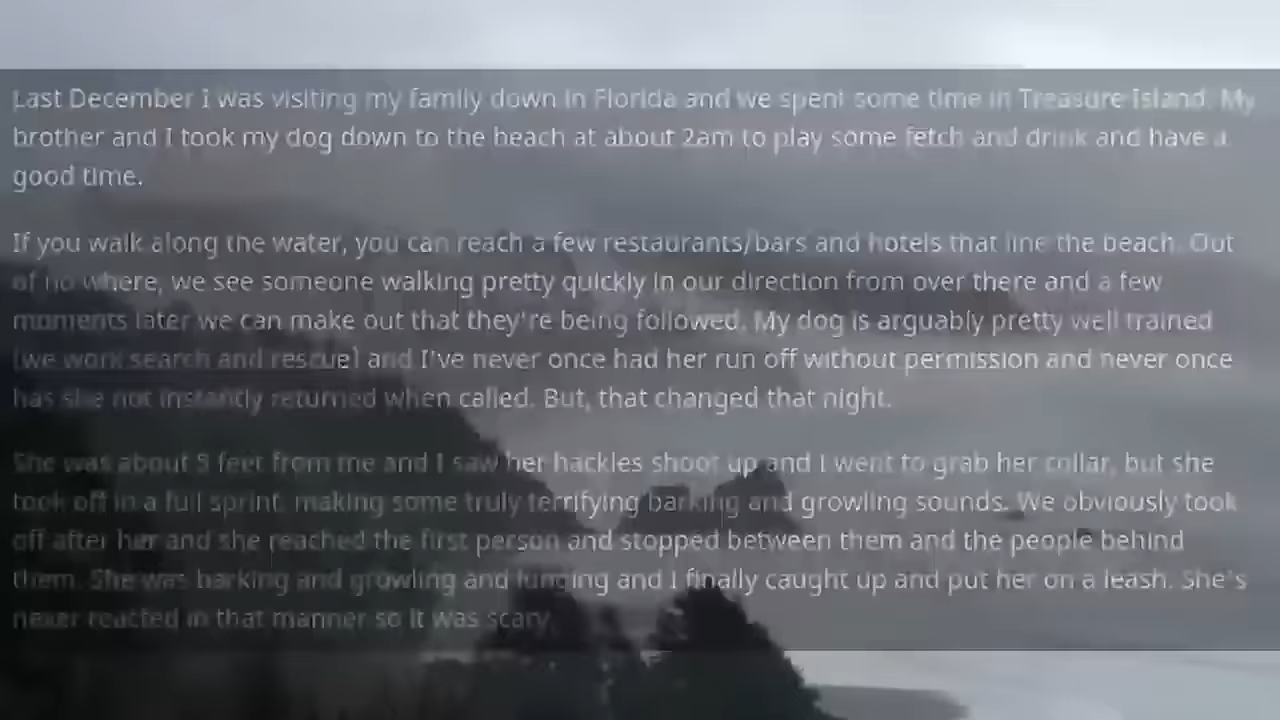 Last December I was visiting my family down in Florida and we spent some time in Treasure Island. My
brother and I took my dog down to the beach at about 2am to play some fetch and drink and have a
good time.
If you walk along the water, you can reach a few restaurants/bars and hotels that line the beach. Out
of no where, we see someone walking pretty quickly in our direction from over there and a few
moments later we can make out that they're being followed. My dog is arguably pretty well trained
[we work search and rescue] and I've never once had her run off without permission and never once
has she not instantly returned when called. But, that changed that night.
She was about 5 feet from me and I saw her hackles shoot up and I went to grab her collar, but she
took off in a full sprint, making some truly terrifying barking and growling sounds. We obviously took
off after her and she reached the first person and stopped between them and the people behind
them. She was barking and growling and lunging and I finally caught up and put her on a leash. She's
never reacted in that manner so it was scary.